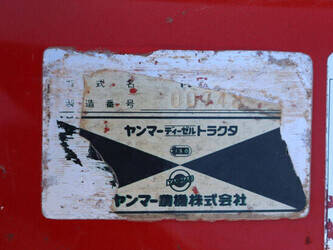 式名
製造番号
ヤンマーディーゼルトラクタ
YANMAR
ヤンマー農機株式会社